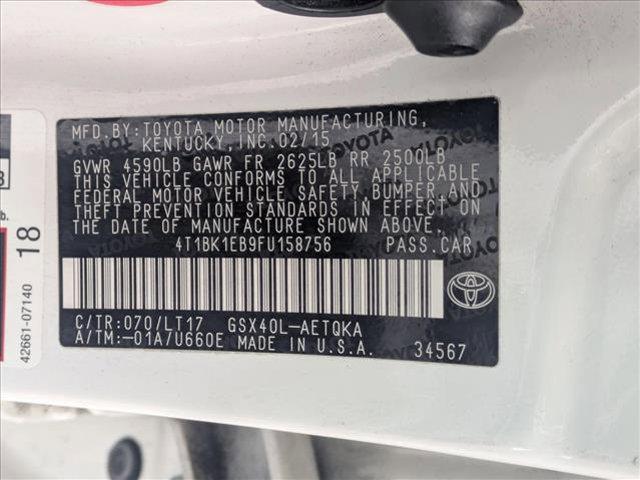 MFD.BY:TOYOTA MOTOR MANUFACTURING,
KENTUCKY, INC.02/15
GVWR 4590LB GAWR FR 2625LB RR 2500LB
THIS VEHICLE CONFORMS TO ALL APPLICABLE
FEDERAL MOTOR VEHICLE SAFETY,BUMPER,AND
THEFT PREVENTION STANDARDS IN EFFECT ON
THE DATE OF MANUFACTURE SHOWN ABOVE.
4T1BK1EB9FU158756 PASS.CAR
C/TR:070/LT17 GSX40L-AETQKA
A/TM:-01A/U660E MADE IN U.S.A. 34567
18
42661-07140